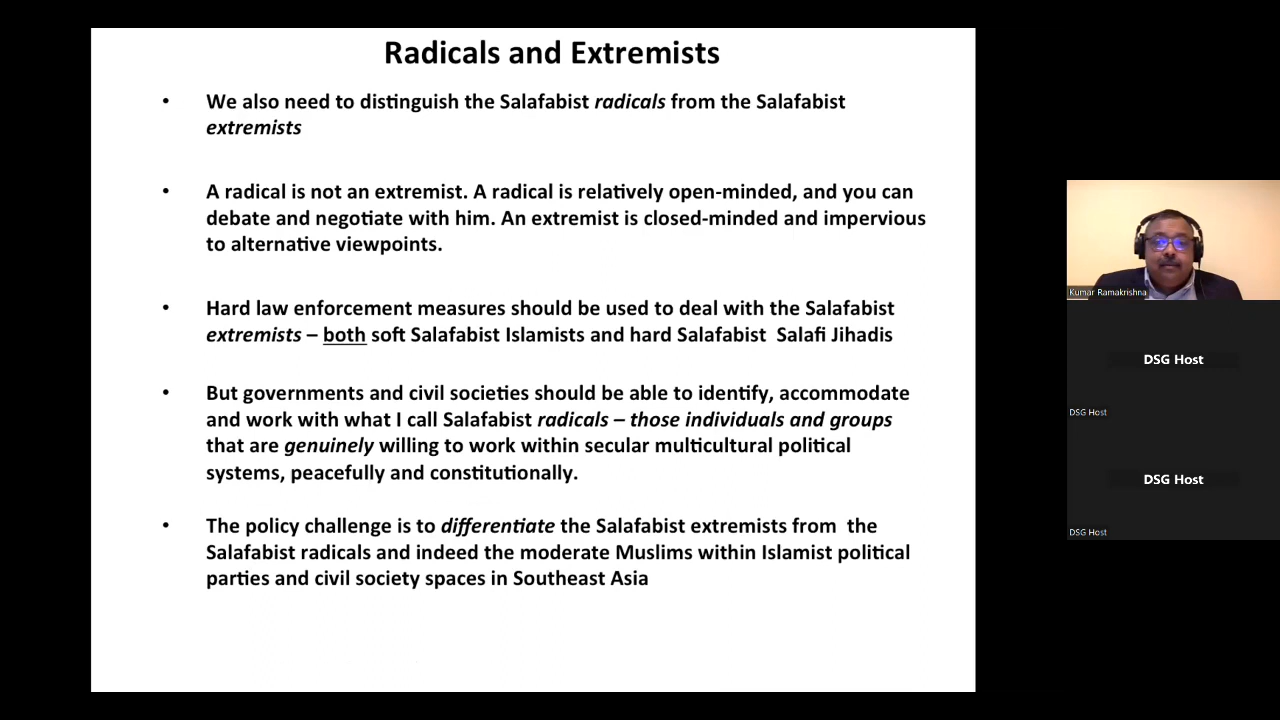 Radicals and Extremists
• We also need to distinguish the Salafabist radicals from the Salafabist
extremists
• A radical is not an extremist. A radical is relatively open-minded, and you can
debate and negotiate with him. An extremist is closed-minded and impervious
to alternative viewpoints.
• Hard law enforcement measures should be used to deal with the Salafabist
extremists – both soft Salafabist Islamists and hard Salafabist  Salafi Jihadis
• But governments and civil societies should be able to identify, accommodate
and work with what I call Salafabist radicals – those individuals and groups
that are genuinely willing to work within secular multicultural political
systems, peacefully and constitutionally.
• The policy challenge is to differentiate the Salafabist extremists from  the
Salafabist radicals and indeed the moderate Muslims within Islamist political
parties and civil society spaces in Southeast Asia
Kumar Ramakrishna
DSG Host
DSG Host
DSG Host
DSG Host